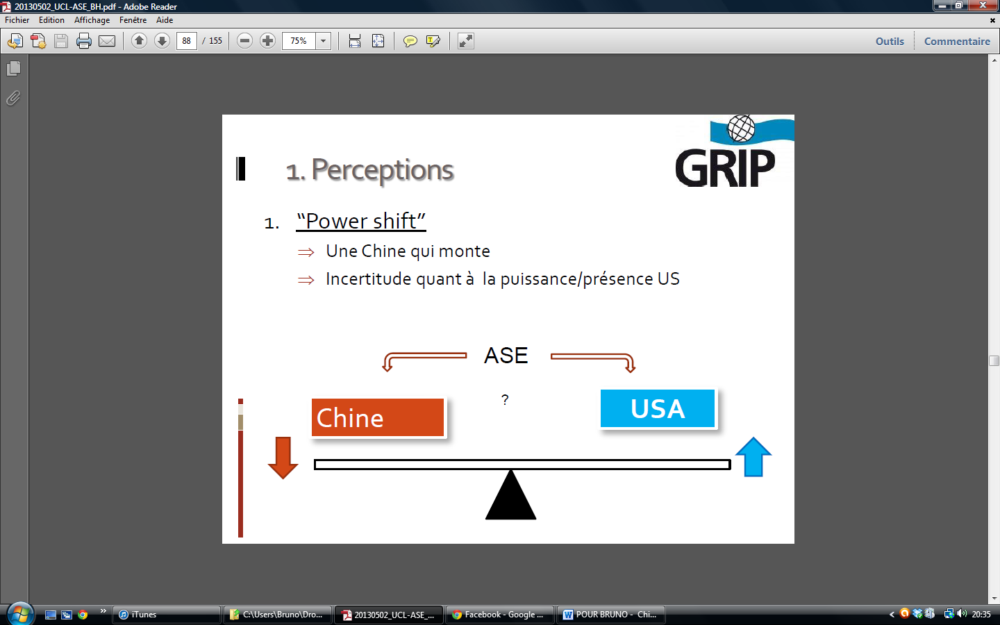 20130502_UCL-ASE_BH.pdf - Adobe Reader
Fichier Edition Affichage Fenêtre Aide
88 / 155 75% Outils Commentaire
GRIP
1. Perceptions
1. “Power shift”
⇒ Une Chine qui monte
⇒ Incertitude quant à la puissance/présence US
ASE
?
Chine
USA
iTunes C:\Users\Bruno\Dro... 20130502_UCL-ASE_... Facebook - Google ... POUR BRUNO - Chi... 20:35